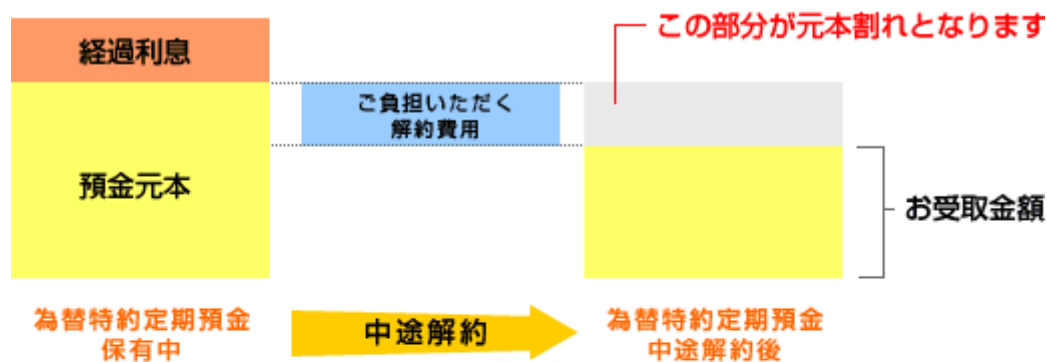 この部分が元本割れとなります
経過利息
ご負担いただく
解約費用
預金元本
お受取金額
為替特約定期預金
保有中
中途解約
為替特約定期預金
中途解約後